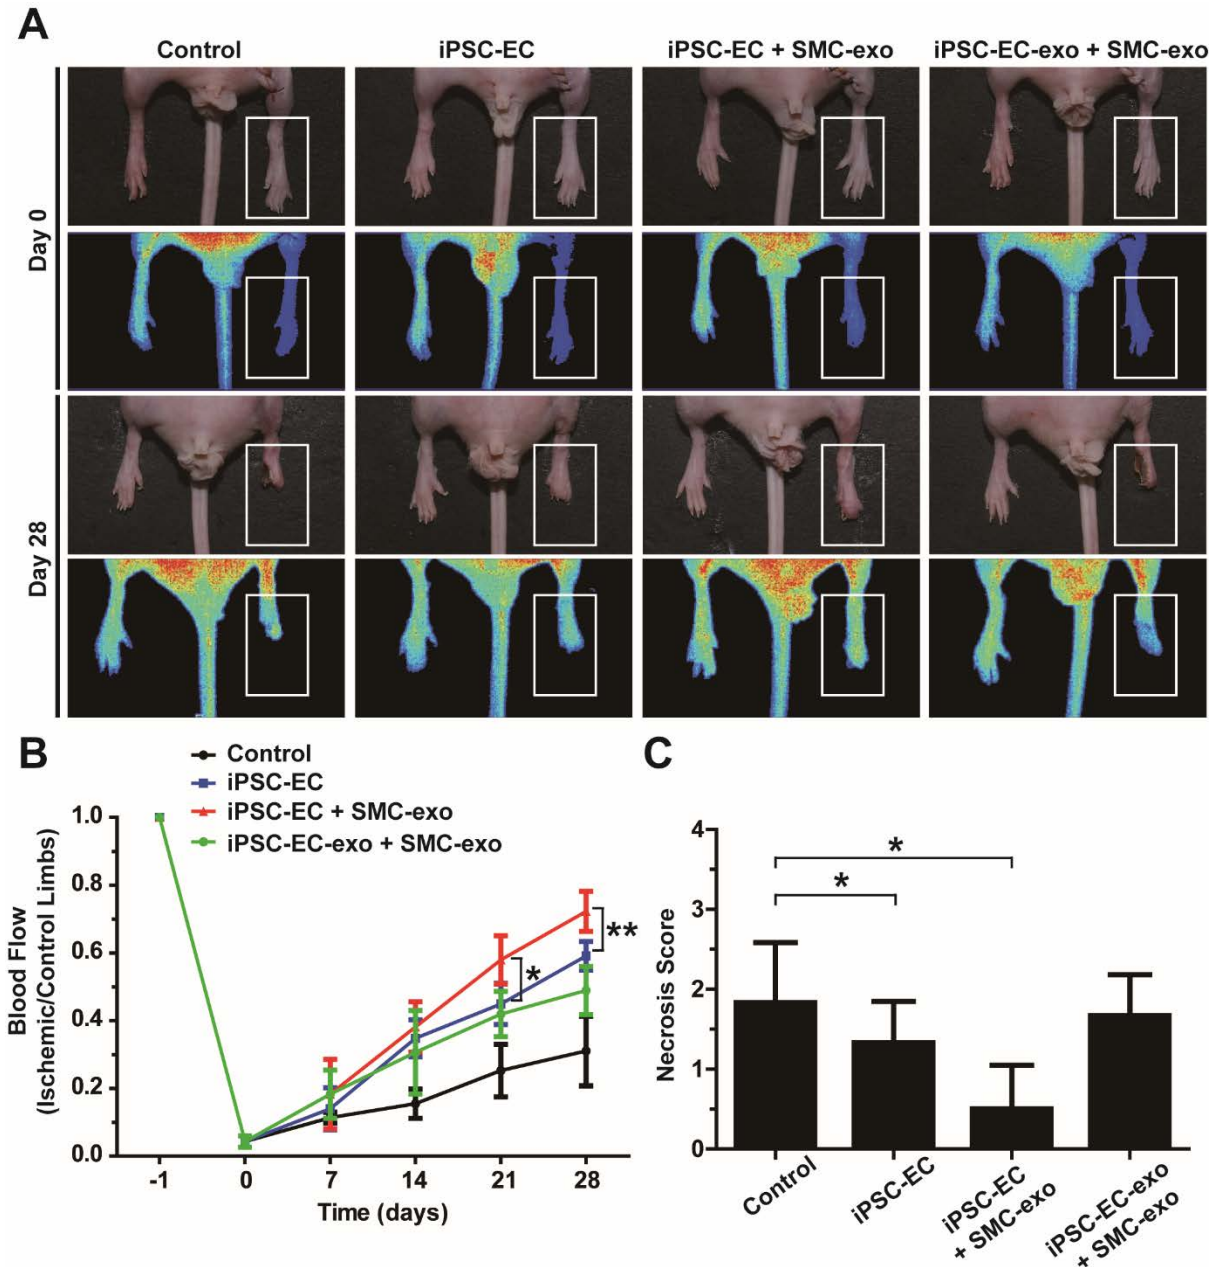 A
Control
iPSC-EC
iPSC-EC + SMC-exo
iPSC-EC-exo + SMC-exo
Day 0
Day 28
B
Control
iPSC-EC
iPSC-EC + SMC-exo
iPSC-EC-exo + SMC-exo
Blood Flow
(Ischemic/Control Limbs)
1.0
0.8
0.6
0.4
0.2
0.0
*
**
-1 0 7 14 21 28
Time (days)
C
Necrosis Score
4
3
2
1
0
*
*
Control
iPSC-EC
iPSC-EC
+ SMC-exo
iPSC-EC-exo
+ SMC-exo